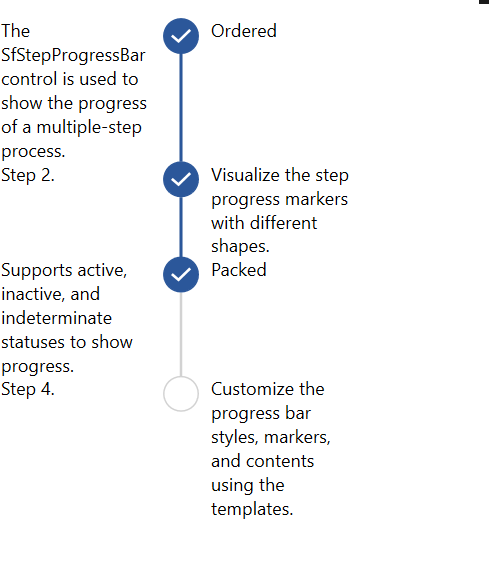 The
SfStepProgressBar
control is used to
show the progress
of a multiple-step
process.
Ordered
Step 2.
Visualize the step
progress markers
with different
shapes.
Supports active,
inactive, and
indeterminate
statuses to show
progress.
Packed
Step 4.
Customize the
progress bar
styles, markers,
and contents
using the
templates.